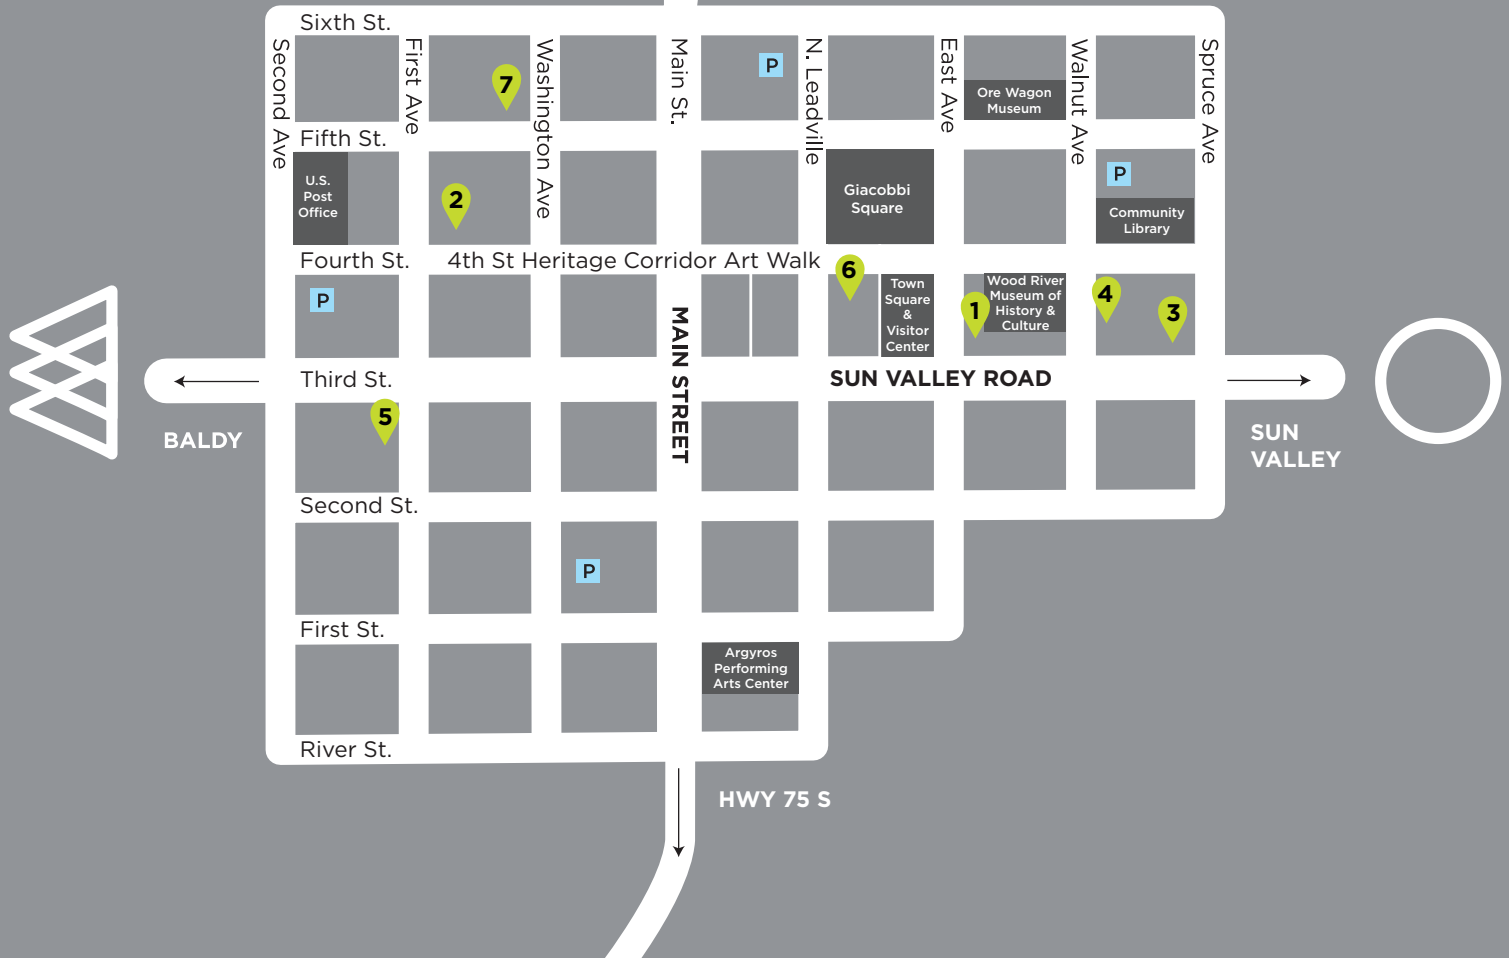 Sixth St.
Second Ave
First Ave
Washington Ave
Main St.
N. Leadville
East Ave
Walnut Ave
Spruce Ave
7
P
Ore Wagon
Museum
Fifth St.
U.S.
Post
Office
2
Giacobbi
Square
P
Community
Library
Fourth St.
4th St Heritage Corridor Art Walk
P
6
Town
Square
&
Visitor
Center
1
Wood River
Museum of
History &
Culture
4
3
MAIN STREET
Third St.
SUN VALLEY ROAD
BALDY
5
SUN
VALLEY
Second St.
P
First St.
Argyros
Performing
Arts Center
River St.
HWY 75 S